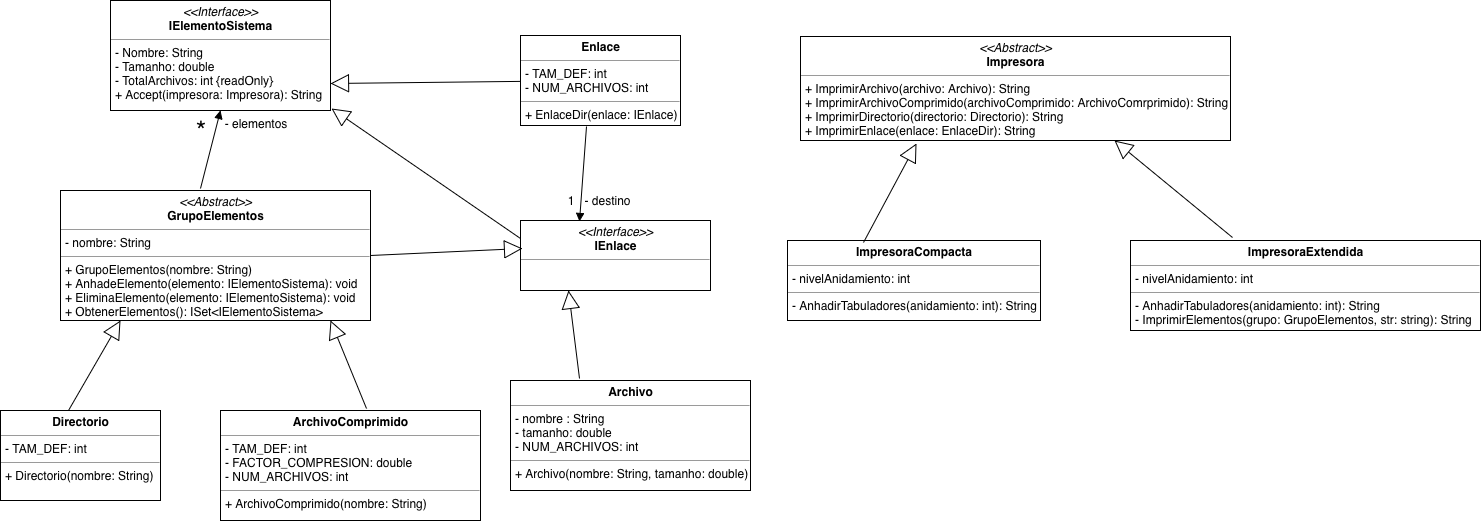 <<Interface>>
IElementoSistema
- Nombre: String
- Tamanho: double
- TotalArchivos: int {readOnly}
+ Accept(impresora: Impresora): String
* - elementos
Enlace
- TAM_DEF: int
- NUM_ARCHIVOS: int
+ EnlaceDir(enlace: IEnlace)
1 - destino
<<Abstract>>
Impresora
+ ImprimirArchivo(archivo: Archivo): String
+ ImprimirArchivoComprimido(archivoComprimido: ArchivoComrprimido): String
+ ImprimirDirectorio(directorio: Directorio): String
+ ImprimirEnlace(enlace: EnlaceDir): String
<<Abstract>>
GrupoElementos
- nombre: String
+ GrupoElementos(nombre: String)
+ AnhadeElemento(elemento: IElementoSistema): void
+ EliminaElemento(elemento: IElementoSistema): void
+ ObtenerElementos(): ISet<IElementoSistema>
<<Interface>>
IEnlace
ImpresoraCompacta
- nivelAnidamiento: int
- AnhadirTabuladores(anidamiento: int): String
ImpresoraExtendida
- nivelAnidamiento: int
- AnhadirTabuladores(anidamiento: int): String
- ImprimirElementos(grupo: GrupoElementos, str: string): String
Directorio
- TAM_DEF: int
+ Directorio(nombre: String)
ArchivoComprimido
- TAM_DEF: int
- FACTOR_COMPRESION: double
- NUM_ARCHIVOS: int
+ ArchivoComprimido(nombre: String)
Archivo
- nombre : String
- tamanho: double
- NUM_ARCHIVOS: int
+ Archivo(nombre: String, tamanho: double)